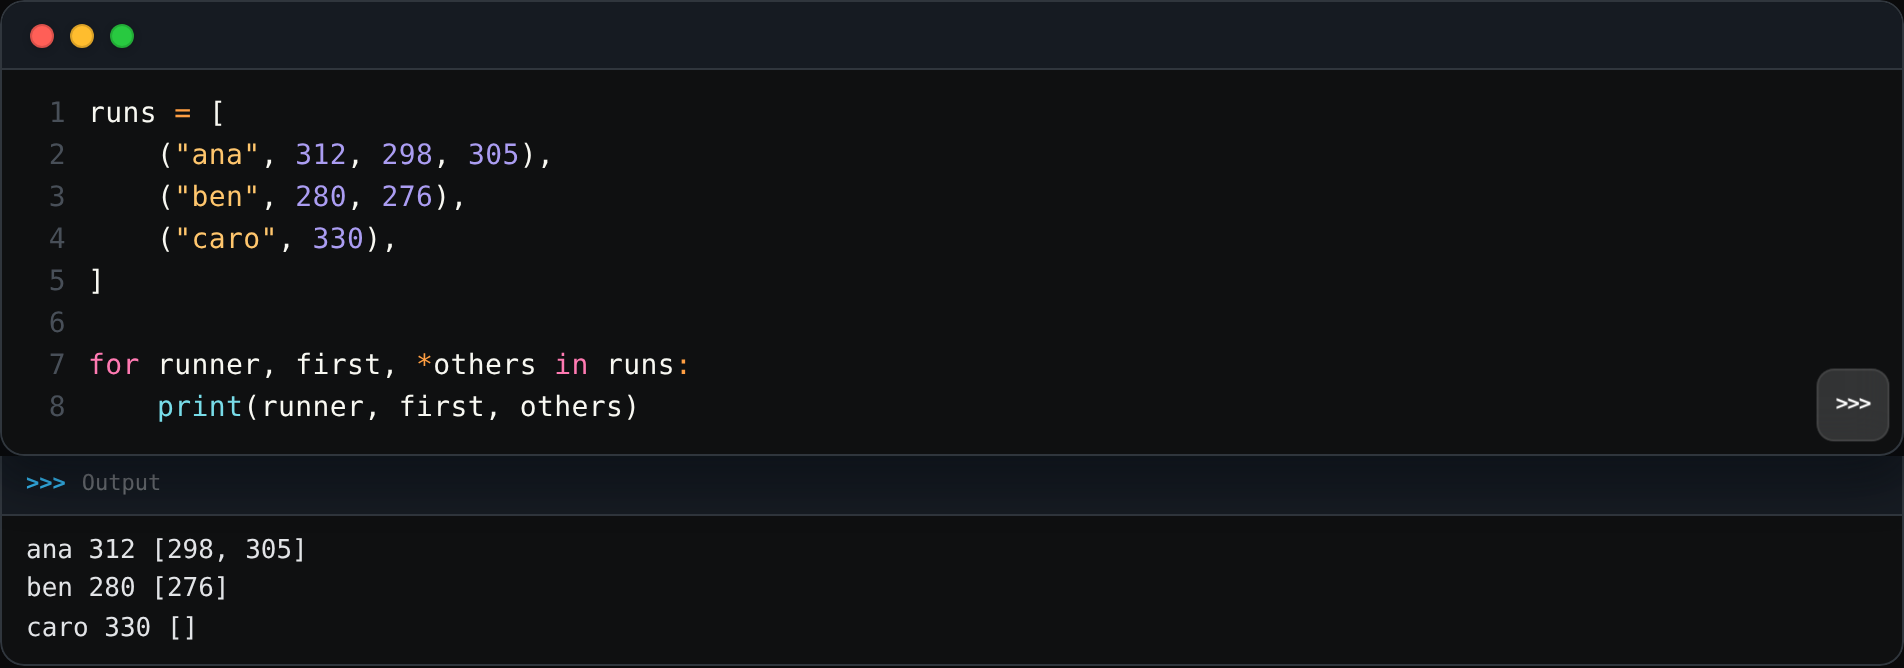 1 runs = [
2     ("ana", 312, 298, 305),
3     ("ben", 280, 276),
4     ("caro", 330),
5 ]
6
7 for runner, first, *others in runs:
8     print(runner, first, others)
>>>
>>> Output
ana 312 [298, 305]
ben 280 [276]
caro 330 []